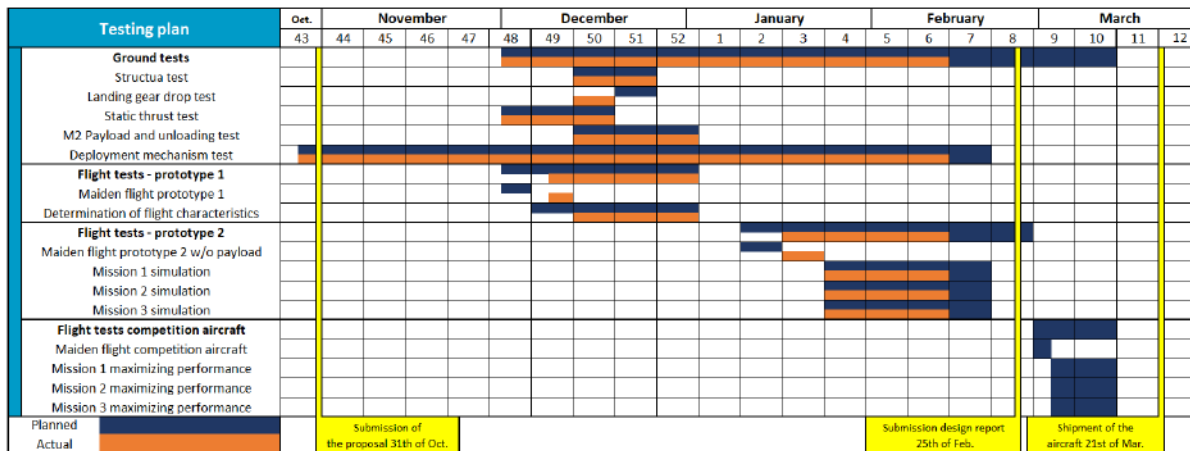 Testing plan Oct. November December January February March
43 44 45 46 47 48 49 50 51 52 1 2 3 4 5 6 7 8 9 10 11 12
Ground tests
Structua test
Landing gear drop test
Static thrust test
M2 Payload and unloading test
Deployment mechanism test
Flight tests - prototype 1
Maiden flight prototype 1
Determination of flight characteristics
Flight tests - prototype 2
Maiden flight prototype 2 w/o payload
Mission 1 simulation
Mission 2 simulation
Mission 3 simulation
Flight tests competition aircraft
Maiden flight competition aircraft
Mission 1 maximizing performance
Mission 2 maximizing performance
Mission 3 maximizing performance
Planned
Actual
Submission of
the proposal 31th of Oct.
Submission design report
25th of Feb.
Shipment of the
aircraft 21st of Mar.